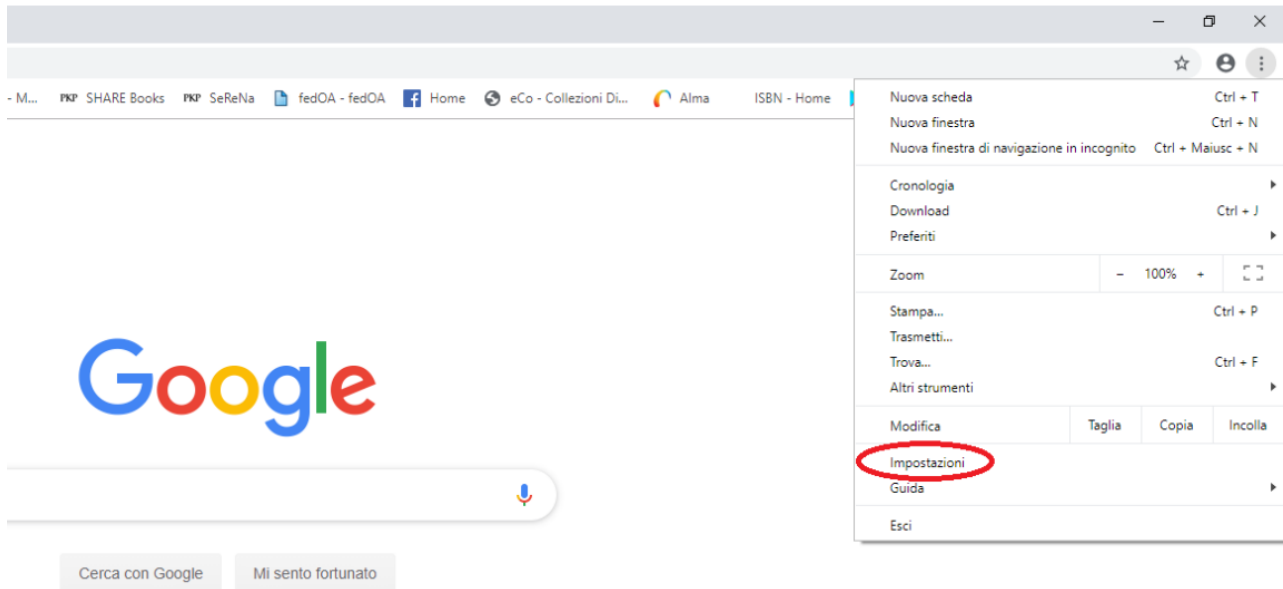 - M... PKP SHARE Books PKP SeReNa fedOA - fedOA Home eCo - Collezioni Di... Alma ISBN - Home
Nuova scheda Ctrl + T
Nuova finestra Ctrl + N
Nuova finestra di navigazione in incognito Ctrl + Maiusc + N
Cronologia
Download Ctrl + J
Preferiti
Zoom - 100% +
Stampa... Ctrl + P
Trasmetti...
Trova... Ctrl + F
Altri strumenti
Modifica Taglia Copia Incolla
Impostazioni
Guida
Esci
Google
Cerca con Google Mi sento fortunato